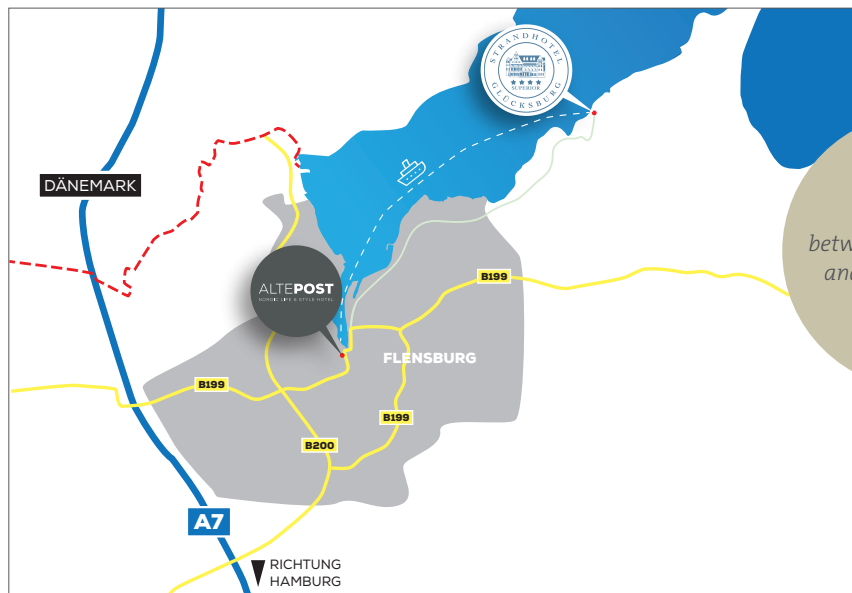 STRANDHOTEL
GLÜCKSBURG
★★★★
SUPERIOR
DÄNEMARK
betw
and
ALTEPOST
NORDIC LIFE & STYLE HOTEL
B199
FLENSBURG
B199
B199
B200
A7
RICHTUNG
HAMBURG